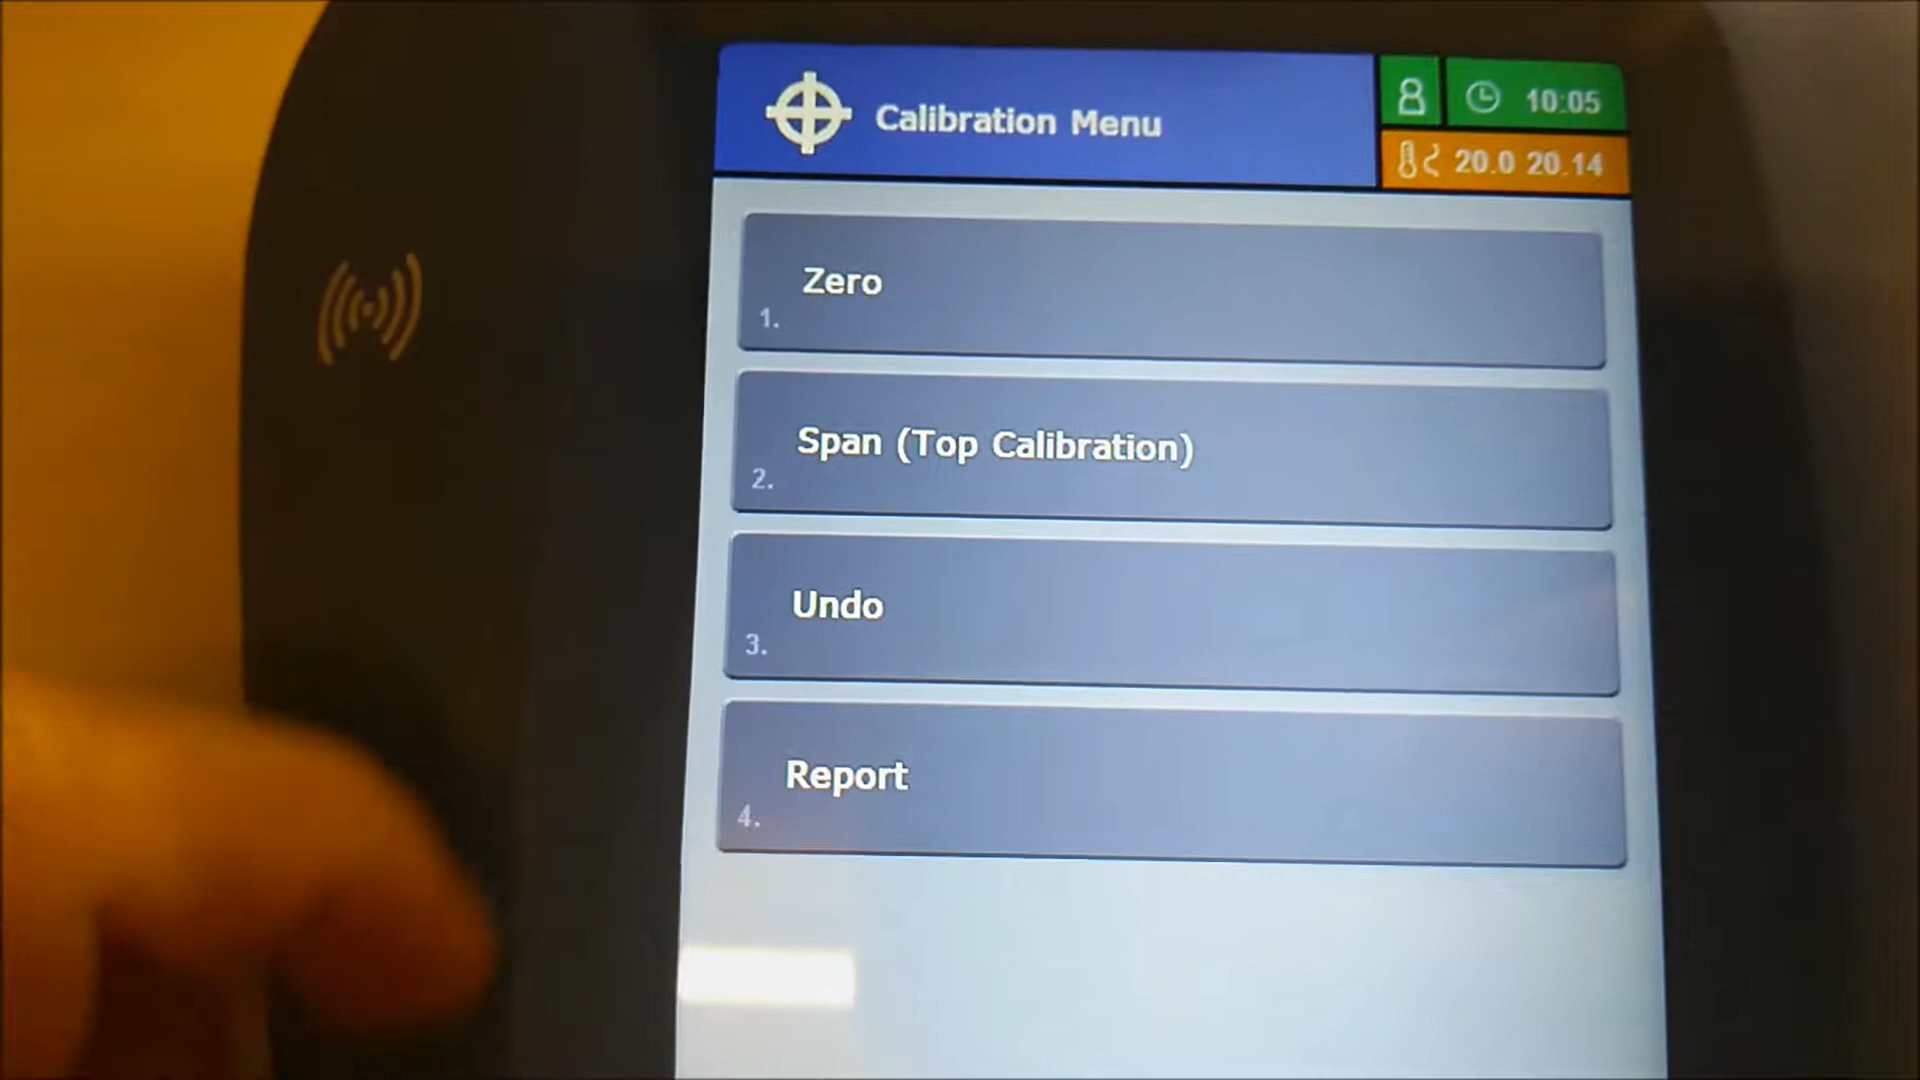 Calibration Menu
10:05
20.0 20.14
Zero
1.
Span (Top Calibration)
2.
Undo
3.
Report
4.